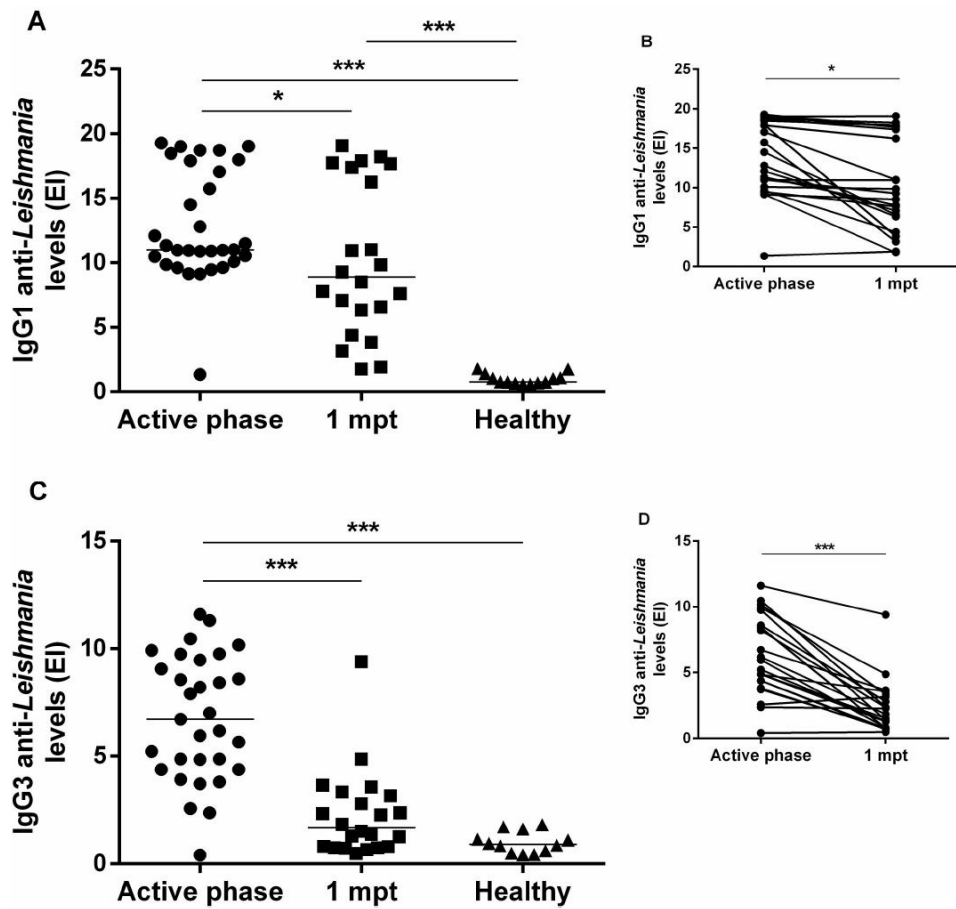 A
***
***
*
25
20
15
10
5
0
IgG1 anti-Leishmania
levels (EI)
Active phase 1 mpt Healthy
B
*
25
20
15
10
5
0
IgG1 anti-Leishmania
levels (EI)
Active phase 1 mpt
C
***
***
15
10
5
0
IgG3 anti-Leishmania
levels (EI)
Active phase 1 mpt Healthy
D
***
15
10
5
0
IgG3 anti-Leishmania
levels (EI)
Active phase 1 mpt